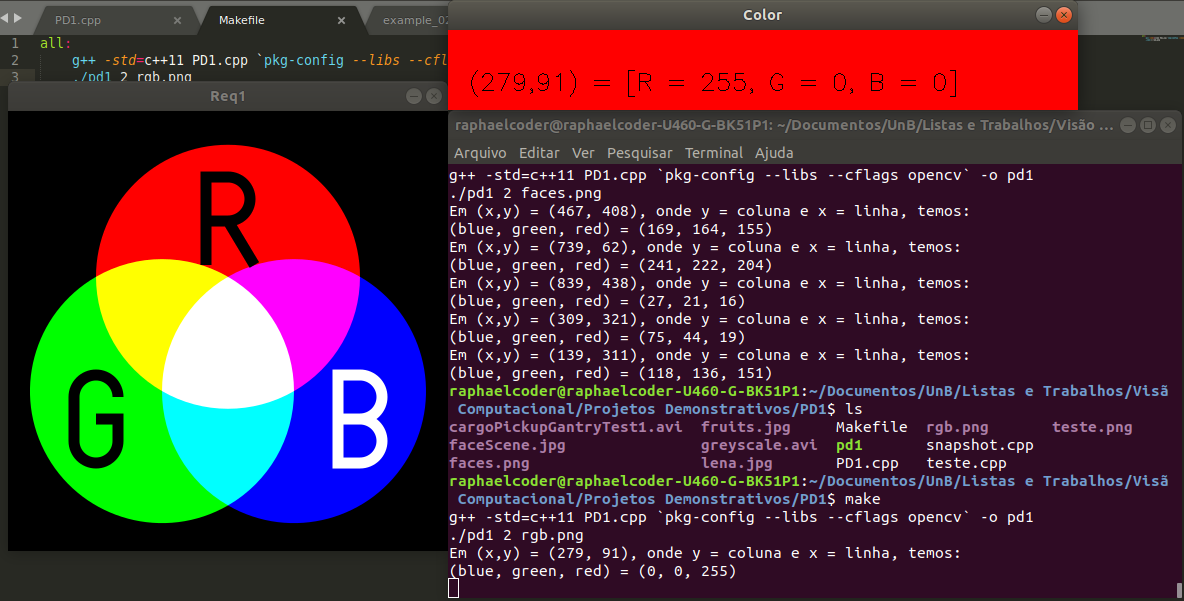 PD1.cpp
Makefile
example_02
1 all:
2 g++ -std=c++11 PD1.cpp `pkg-config --libs --cfl
3 ./pd1 2 rgb.png
Color
(279,91) = [R = 255, G = 0, B = 0]
Req1
R
G
B
raphaelcoder@raphaelcoder-U460-G-BK51P1: ~/Documentos/UnB/Listas e Trabalhos/Visão ...
Arquivo Editar Ver Pesquisar Terminal Ajuda
g++ -std=c++11 PD1.cpp `pkg-config --libs --cflags opencv` -o pd1
./pd1 2 faces.png
Em (x,y) = (467, 408), onde y = coluna e x = linha, temos:
(blue, green, red) = (169, 164, 155)
Em (x,y) = (739, 62), onde y = coluna e x = linha, temos:
(blue, green, red) = (241, 222, 204)
Em (x,y) = (839, 438), onde y = coluna e x = linha, temos:
(blue, green, red) = (27, 21, 16)
Em (x,y) = (309, 321), onde y = coluna e x = linha, temos:
(blue, green, red) = (75, 44, 19)
Em (x,y) = (139, 311), onde y = coluna e x = linha, temos:
(blue, green, red) = (118, 136, 151)
raphaelcoder@raphaelcoder-U460-G-BK51P1:~/Documentos/UnB/Listas e Trabalhos/Visã
Computacional/Projetos Demonstrativos/PD1$ ls
cargoPickupGantryTest1.avi fruits.jpg Makefile rgb.png teste.png
faceScene.jpg greyscale.avi pd1 snapshot.cpp
faces.png lena.jpg PD1.cpp teste.cpp
raphaelcoder@raphaelcoder-U460-G-BK51P1:~/Documentos/UnB/Listas e Trabalhos/Visã
Computacional/Projetos Demonstrativos/PD1$ make
g++ -std=c++11 PD1.cpp `pkg-config --libs --cflags opencv` -o pd1
./pd1 2 rgb.png
Em (x,y) = (279, 91), onde y = coluna e x = linha, temos:
(blue, green, red) = (0, 0, 255)